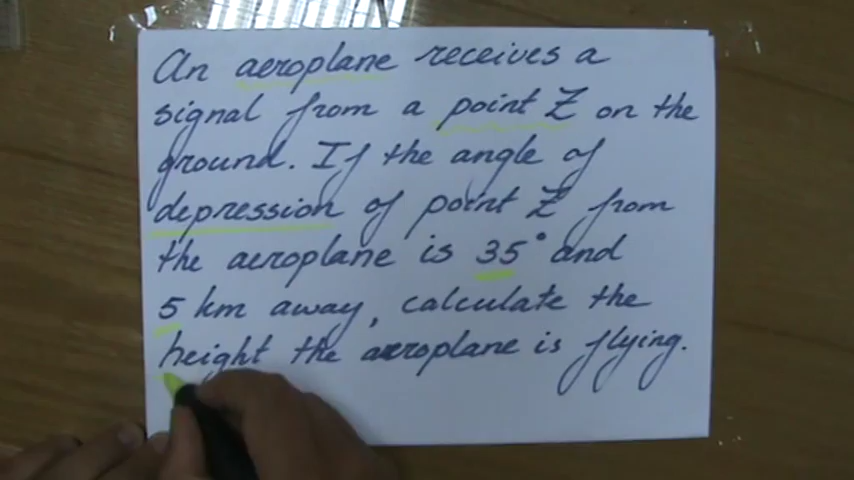 An aeroplane receives a
signal from a point Z on the
ground. If the angle of
depression of point Z from
the aeroplane is 35° and
5 km away, calculate the
height the aeroplane is flying.